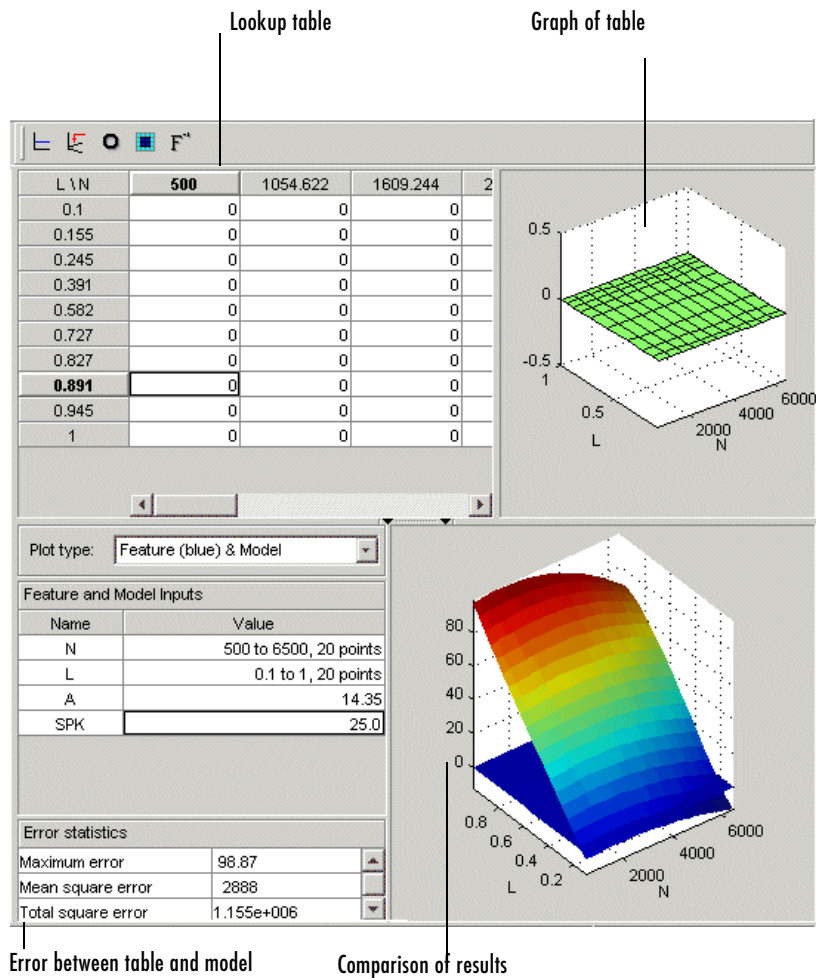 Lookup table
Graph of table
F⁻¹
L \ N 500 1054.622 1609.244 2
0.1 0 0 0
0.155 0 0 0
0.245 0 0 0
0.391 0 0 0
0.582 0 0 0
0.727 0 0 0
0.827 0 0 0
0.891 0 0 0
0.945 0 0 0
1 0 0 0
0.5
0
-0.5
1
0.5
L
2000
4000
6000
N
Plot type: Feature (blue) & Model
Feature and Model Inputs
Name Value
N 500 to 6500, 20 points
L 0.1 to 1, 20 points
A 14.35
SPK 25.0
Error statistics
Maximum error 98.87
Mean square error 2888
Total square error 1.155e+006
80
60
40
20
0
0.8
0.6
0.4
0.2
L
2000
4000
6000
N
Error between table and model
Comparison of results